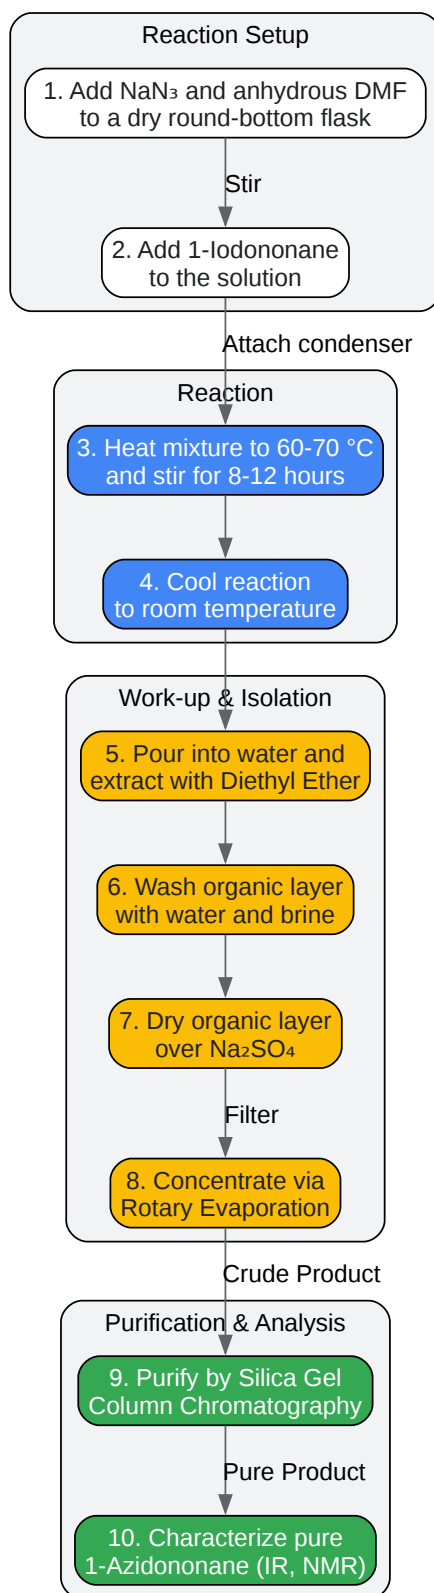 Reaction Setup
1. Add NaN₃ and anhydrous DMF
to a dry round-bottom flask
Stir
2. Add 1-Iodononane
to the solution
Attach condenser
Reaction
3. Heat mixture to 60-70 °C
and stir for 8-12 hours
4. Cool reaction
to room temperature
Work-up & Isolation
5. Pour into water and
extract with Diethyl Ether
6. Wash organic layer
with water and brine
7. Dry organic layer
over Na₂SO₄
Filter
8. Concentrate via
Rotary Evaporation
Crude Product
Purification & Analysis
9. Purify by Silica Gel
Column Chromatography
Pure Product
10. Characterize pure
1-Azidononane (IR, NMR)